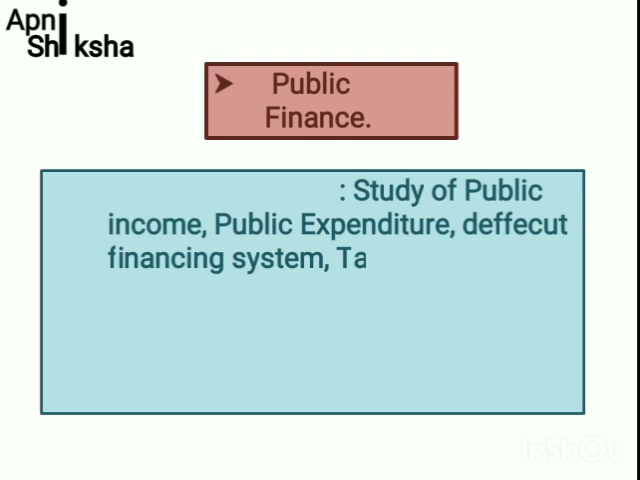 Apni
Shiksha
➤ Public
Finance.
: Study of Public
income, Public Expenditure, deffecut
financing system, Ta
InShOt